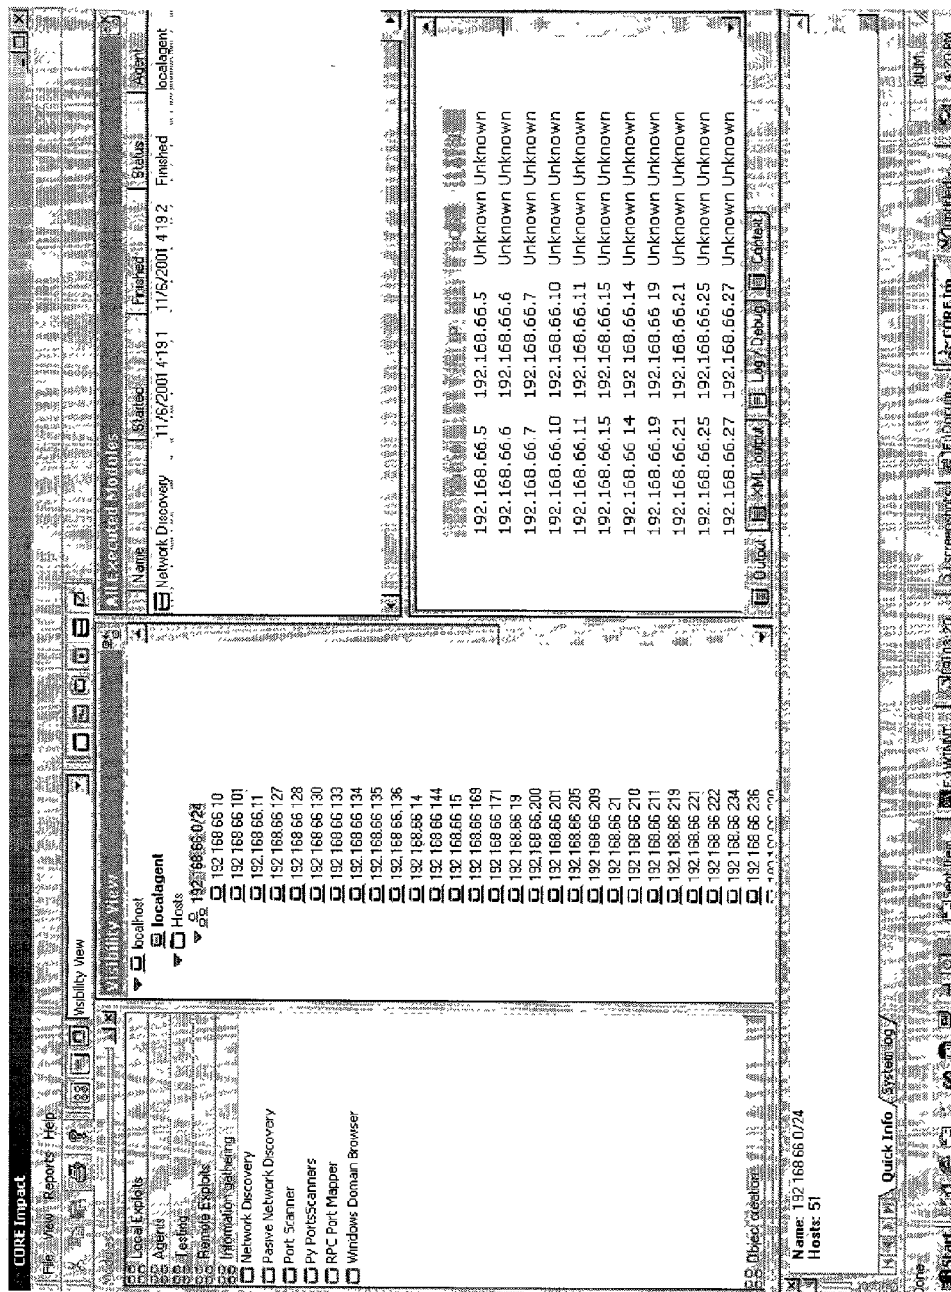 CORE Impact
File View Reports Help
Visibility View
Local Exploits
Agents
Testing
Remote Exploits
Information gathering
Network Discovery
Pasive Network Discovery
Port Scanner
Py PortsScanners
RPC Port Mapper
Windows Domain Browser
Object Creation
Visibility View
localhost
localagent
Hosts
192.168.66.0/24
192 168 66 10
192 168 66 101
192.168 66.11
192 168 66 127
192 168 66 128
192 168 66 130
192 168 66 133
192 168 66 134
192 168.66 135
192 168.66 136
192 168.66 14
192 168 66 144
192.168.66 15
192.168.66 169
192 168.66 171
192 168.66 19
192 168 66.200
192 168 66 201
192 168 66 205
192 168 66 209
192 168.66 21
192 168 66 210
192 168 66 211
192 168 66 219
192 168 66 221
192 168 66 222
192 168 66 234
192 168 66 236
All Executed Modules
Name Started Finished Status Agent
Network Discovery 11/6/2001 4:19 1 11/6/2001 4 19 2 Finished localagent
192.168.66.5 192.168.66.5 Unknown Unknown
192.168.66.6 192.168.66.6 Unknown Unknown
192.168.66.7 192.168.66.7 Unknown Unknown
192.168.66.10 192.168.66.10 Unknown Unknown
192.168.66.11 192.168.66.11 Unknown Unknown
192.168.66.15 192.168.66.15 Unknown Unknown
192.168.66 14 192 168.66.14 Unknown Unknown
192.168.66.19 192.168.66 19 Unknown Unknown
192.168.66.21 192.168.66.21 Unknown Unknown
192.168.66.25 192.168.66.25 Unknown Unknown
192.168.66.27 192.168.66.27 Unknown Unknown
Output XML output Log / Debug Context
Name: 192 168 66 0/24
Hosts: 51
Quick Info System log
Done NUM
Start CORE Im 4:20 PM